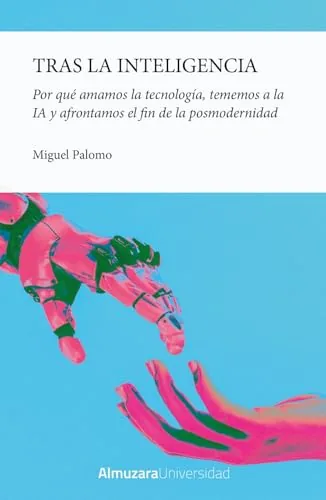 TRAS LA INTELIGENCIA
Por qué amamos la tecnología, tememos a la
IA y afrontamos el fin de la posmodernidad
Miguel Palomo
AlmuzaraUniversidad